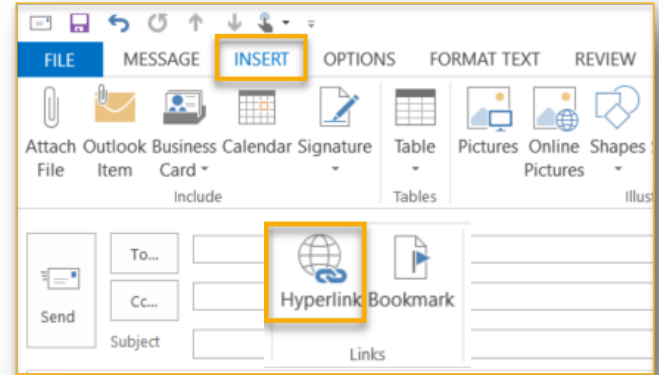 FILE MESSAGE INSERT OPTIONS FORMAT TEXT REVIEW
Attach Outlook Business Calendar Signature Table Pictures Online Shapes
File Item Card Pictures
Include Tables Illus
To...
Cc...
Send
Subject
Hyperlink Bookmark
Links